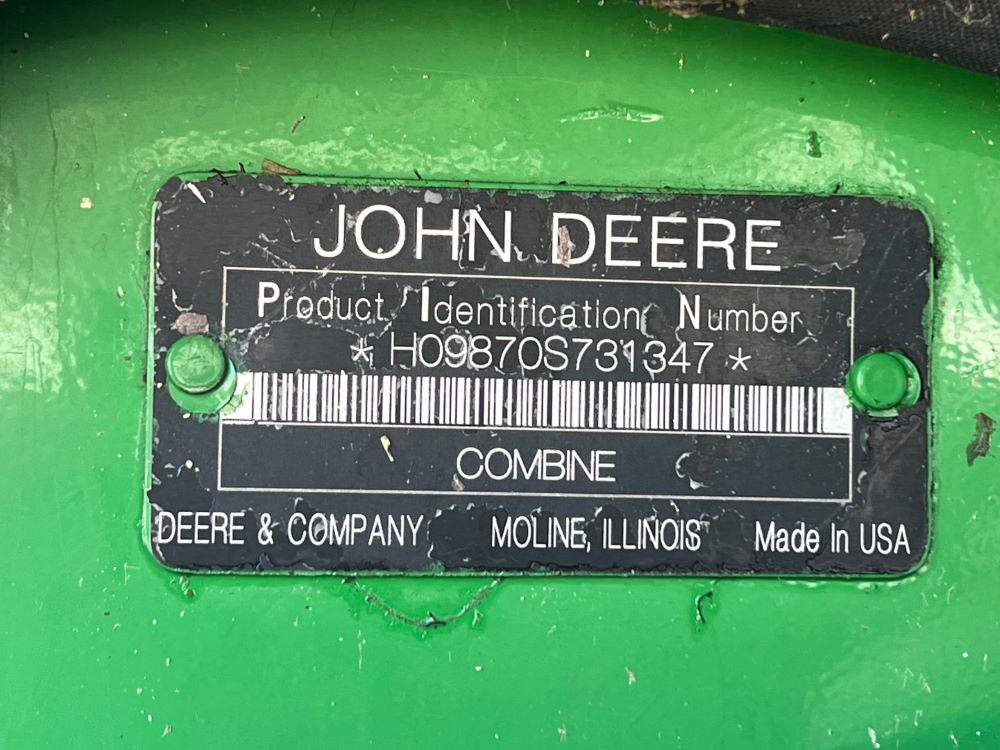 JOHN DEERE
Product Identification Number
* H09870S731347 *
COMBINE
DEERE & COMPANY MOLINE, ILLINOIS Made In USA